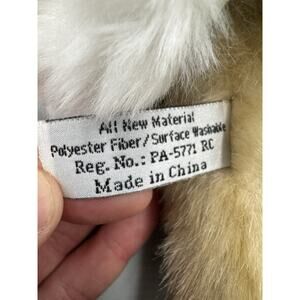 All New Material
Polyester Fiber/Surface Washable
Reg. No.: PA-5771 RC
Made in China